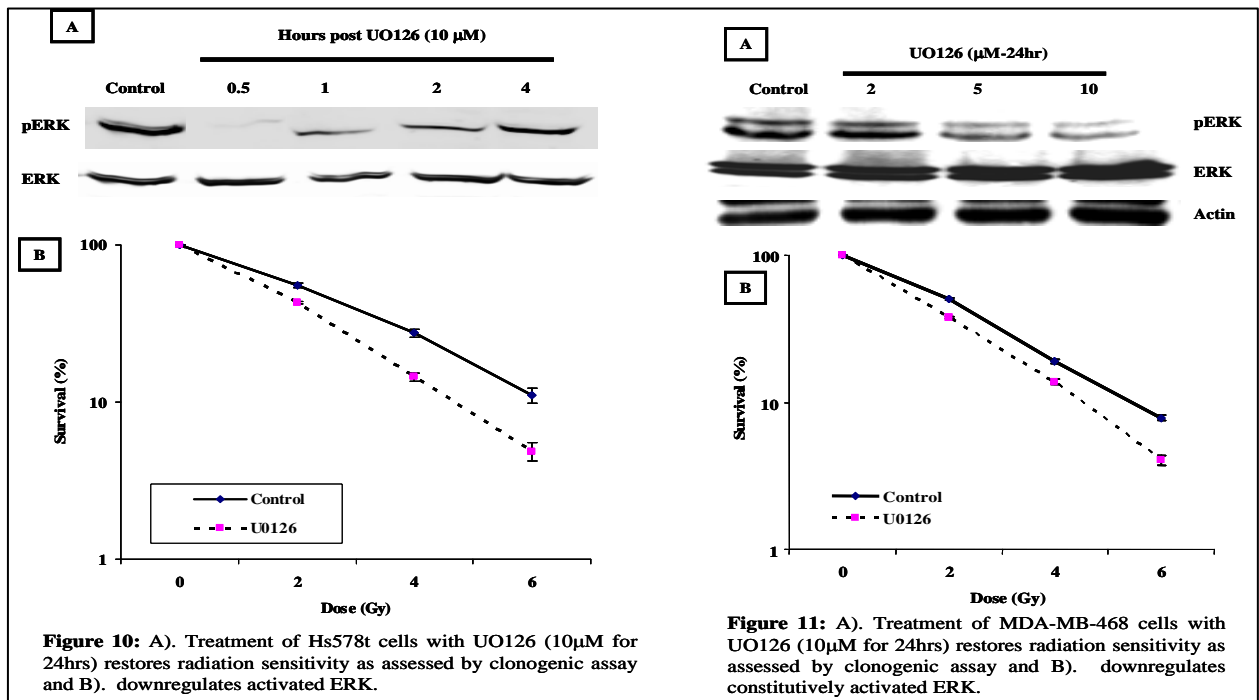 A
Hours post UO126 (10 μM)
Control 0.5 1 2 4
pERK
ERK
B
100
10
1
Survival (%)
Control
U0126
0 2 4 6
Dose (Gy)
Figure 10: A). Treatment of Hs578t cells with UO126 (10μM for
24hrs) restores radiation sensitivity as assessed by clonogenic assay
and B). downregulates activated ERK.
A
UO126 (μM-24hr)
Control 2 5 10
pERK
ERK
Actin
B
100
10
1
Survival (%)
Control
U0126
0 2 4 6
Dose (Gy)
Figure 11: A). Treatment of MDA-MB-468 cells with
UO126 (10μM for 24hrs) restores radiation sensitivity as
assessed by clonogenic assay and B). downregulates
constitutively activated ERK.